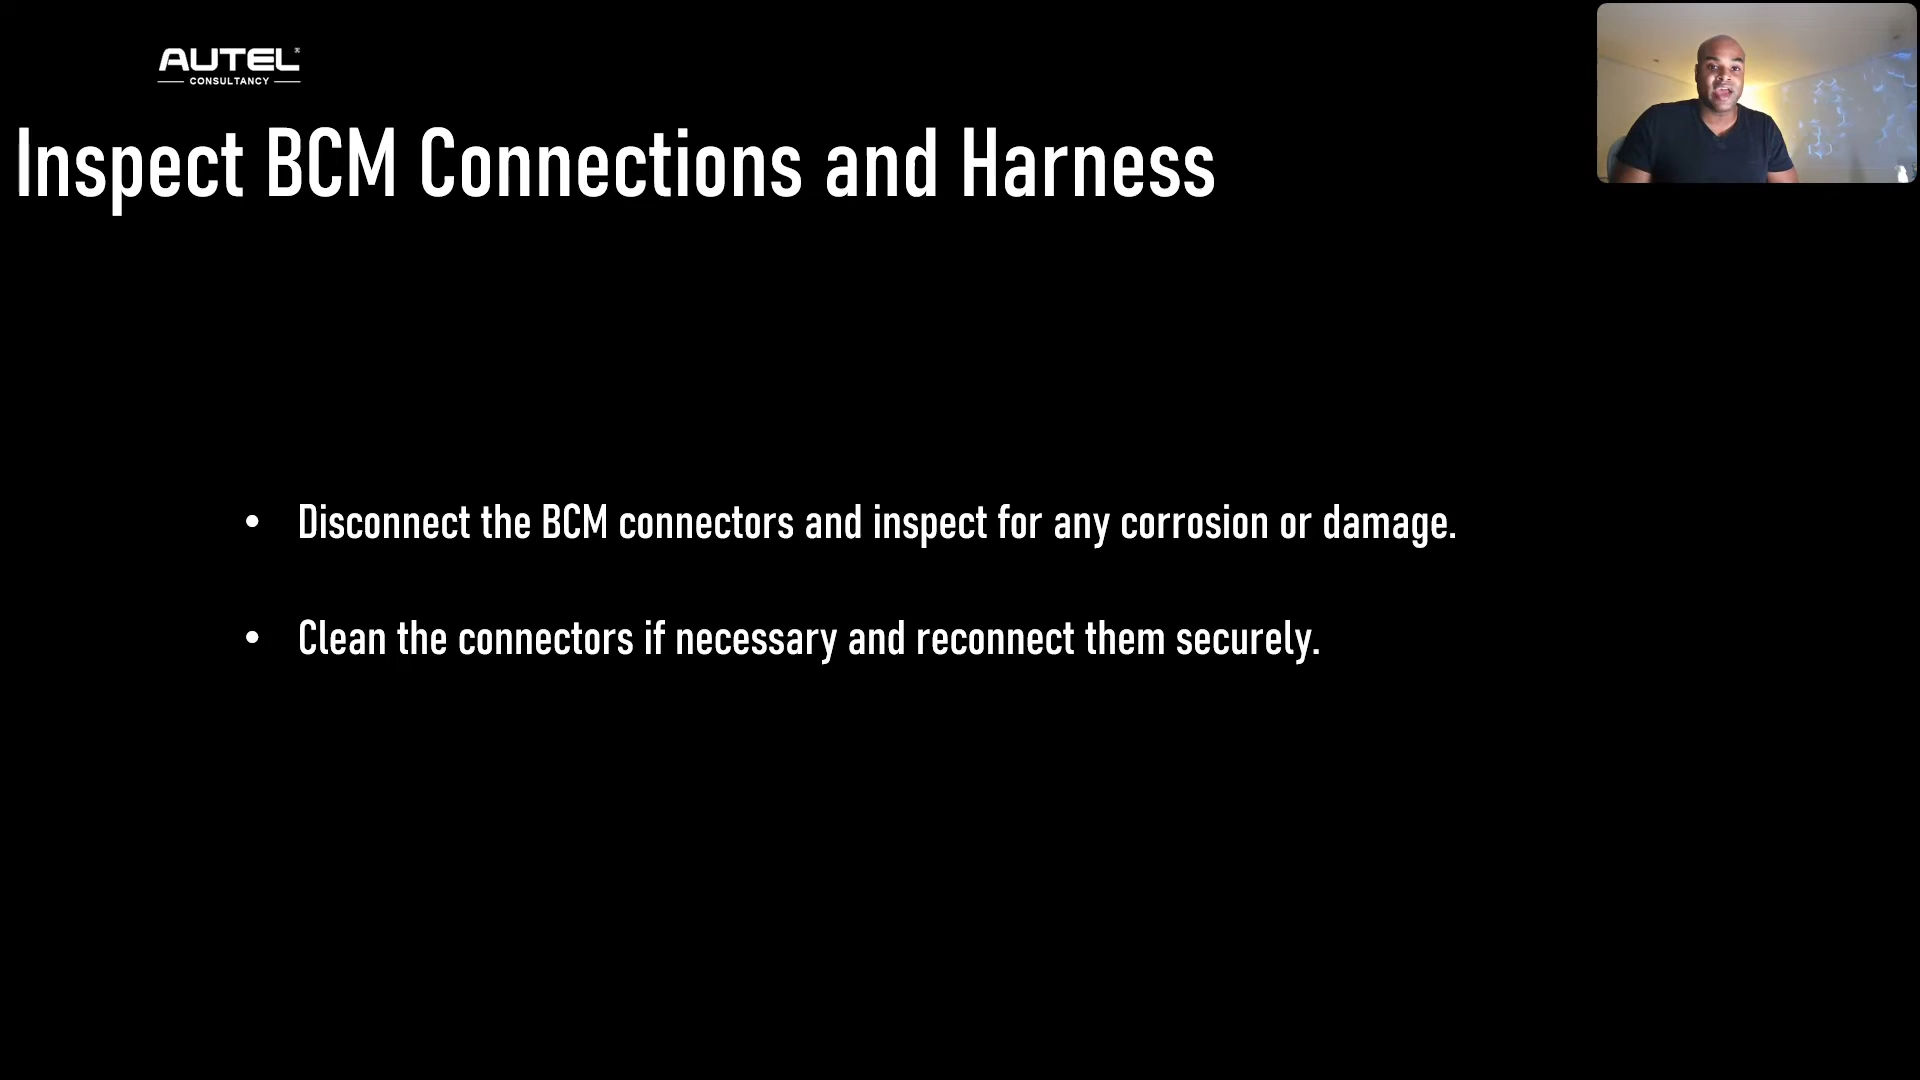 AUTEL®
CONSULTANCY
Inspect BCM Connections and Harness
• Disconnect the BCM connectors and inspect for any corrosion or damage.
• Clean the connectors if necessary and reconnect them securely.